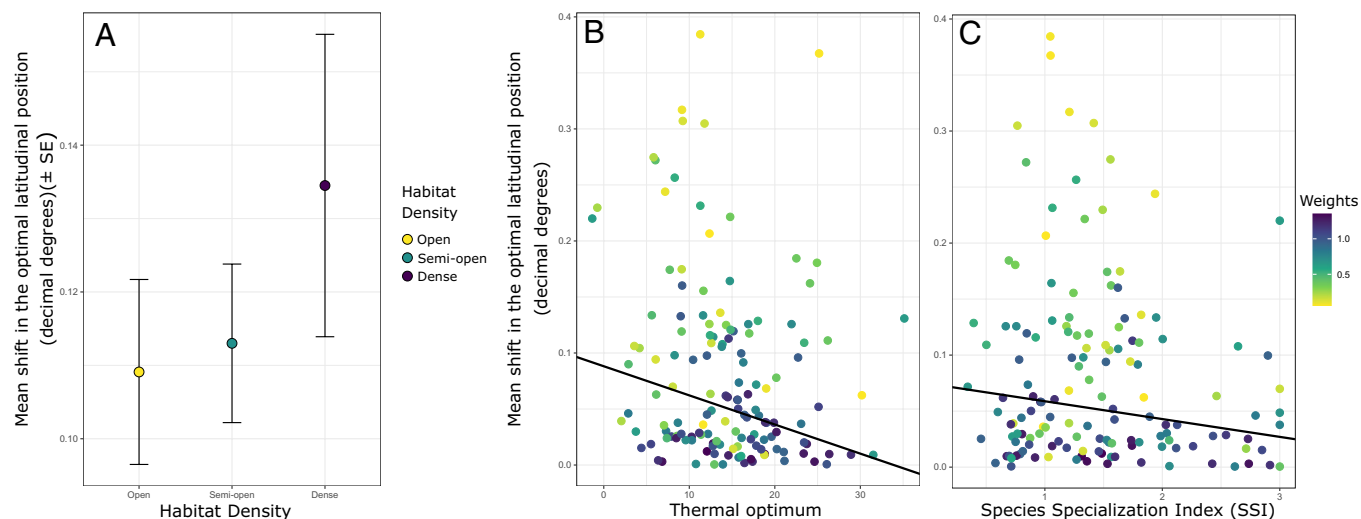 A
Mean shift in the optimal latitudinal position
(decimal degrees)(± SE)
0.14
0.12
0.10
Open
Semi-open
Dense
Habitat Density
Habitat
Density
Open
Semi-open
Dense
B
Mean shift in the optimal latitudinal position
(decimal degrees)
0.4
0.3
0.2
0.1
0.0
0
10
20
30
Thermal optimum
C
0.4
0.3
0.2
0.1
0.0
1
2
3
Species Specialization Index (SSI)
Weights
1.0
0.5